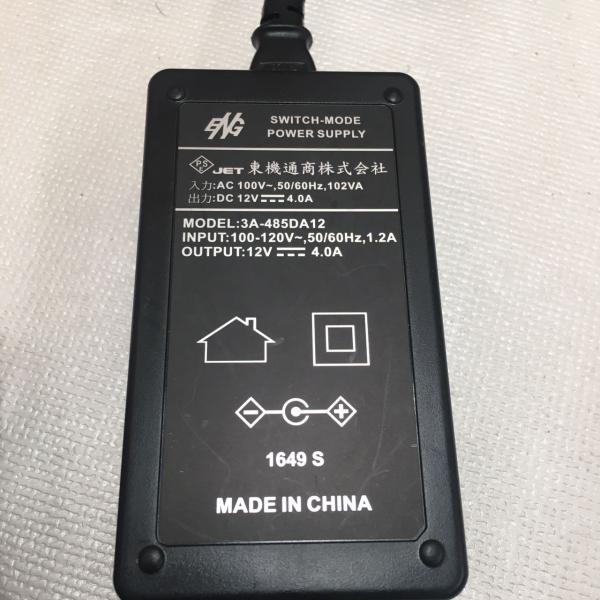 ENG
SWITCH-MODE
POWER SUPPLY
PS
E JET 東機通商株式会社
入力:AC 100V~,50/60Hz,102VA
出力:DC 12V⎓4.0A
MODEL:3A-485DA12
INPUT:100-120V~,50/60Hz,1.2A
OUTPUT:12V ⎓ 4.0A
1649 S
MADE IN CHINA